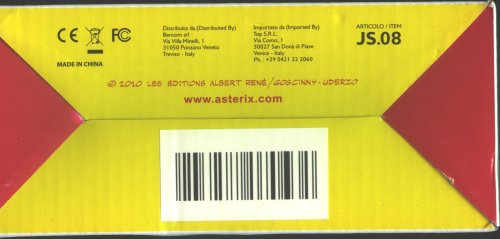 CE FC
MADE IN CHINA
Distribuito da (Distributed By)
Bencom srl
Via Villa Minelli, 1
31050 Ponzano Veneto
Treviso - Italy
Importato da (Imported By)
Top S.R.L.
Via Como, 1
30027 San Donà di Piave
Venice - Italy
Ph. : +39 0421 22 2060
ARTICOLO / ITEM
JS.08
© 2010 LES ÉDITIONS ALBERT RENÉ/GOSCINNY-UDERZO
www.asterix.com